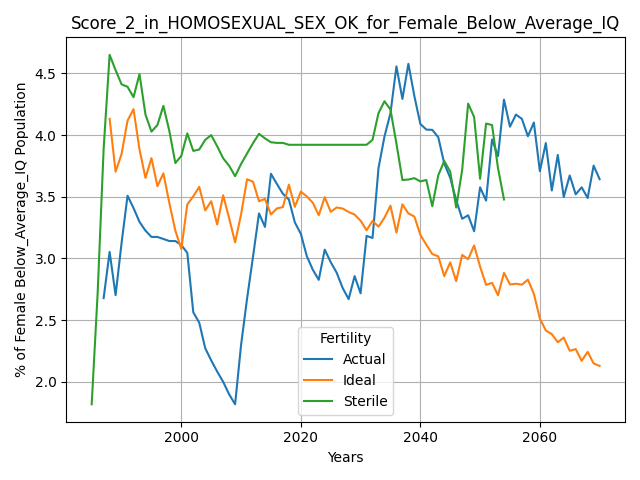 Score_2_in_HOMOSEXUAL_SEX_OK_for_Female_Below_Average_IQ
% of Female Below_Average_IQ Population
4.5
4.0
3.5
3.0
2.5
2.0
Fertility
Actual
Ideal
Sterile
2000
2020
2040
2060
Years